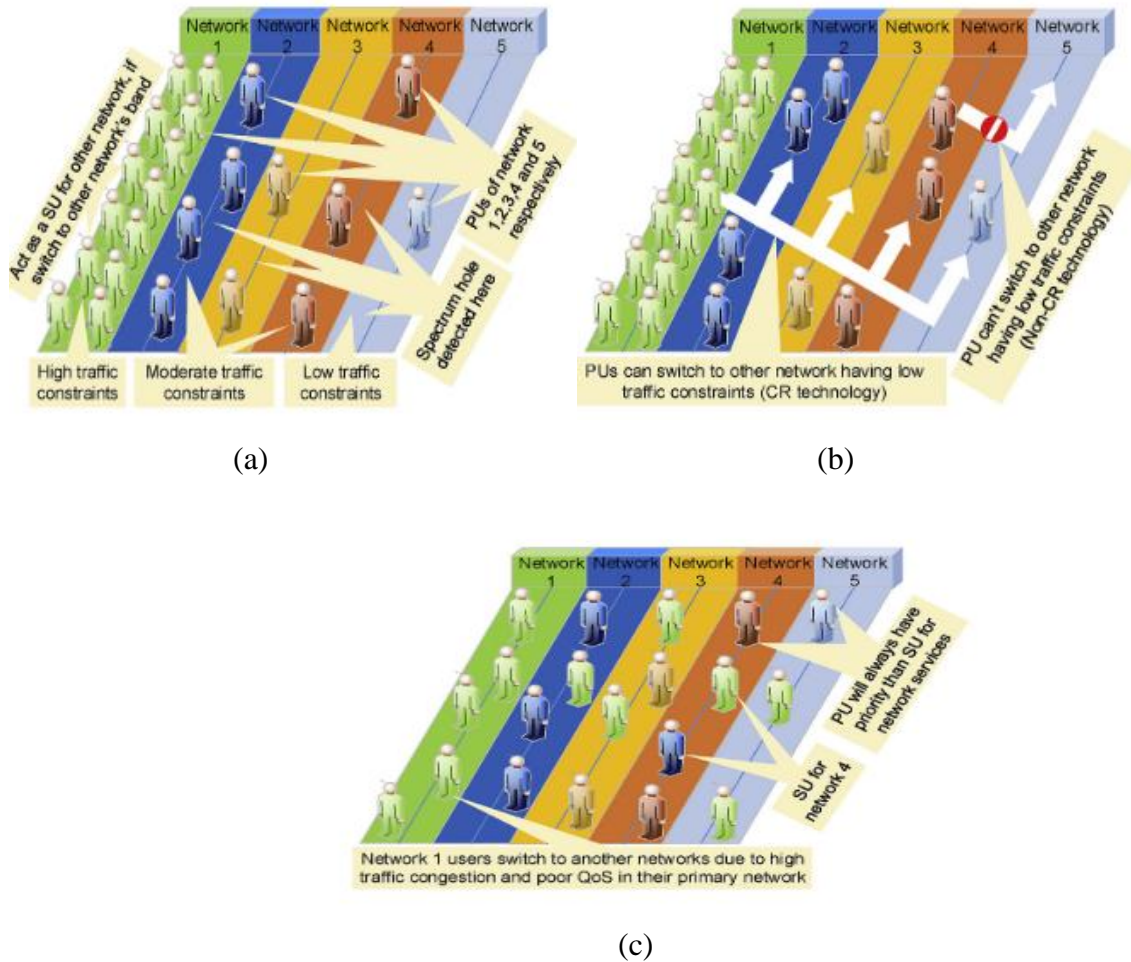 Network 1
Network 2
Network 3
Network 4
Network 5
Act as a SU for other network, if
switch to other network's band
PUs of network
1,2,3,4 and 5
respectively
Spectrum hole
detected here
High traffic
constraints
Moderate traffic
constraints
Low traffic
constraints
(a)
Network 1
Network 2
Network 3
Network 4
Network 5
PU can't switch to other network
having low traffic constraints
(Non-CR technology)
PUs can switch to other network having low
traffic constraints (CR technology)
(b)
Network 1
Network 2
Network 3
Network 4
Network 5
PU will always have
priority than SU for
network services
SU for
network 4
Network 1 users switch to another networks due to high
traffic congestion and poor QoS in their primary network
(c)